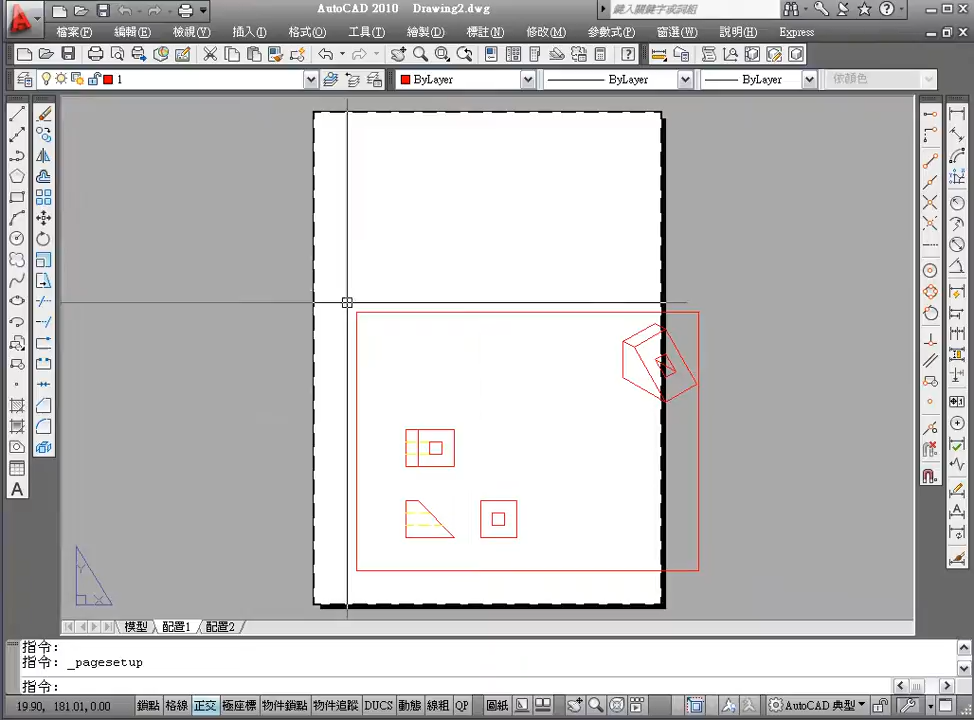 AutoCAD 2010 Drawing2.dwg 鍵入關鍵字或詞組
檔案(F) 編輯(E) 檢視(V) 插入(I) 格式(O) 工具(T) 繪製(D) 標註(N) 修改(M) 參數式(P) 視窗(W) 說明(H) Express
1 ByLayer ByLayer ByLayer 依顏色
模型 配置1 配置2
指令:
指令: _pagesetup
指令:
19.90, 181.01, 0.00 鎖點 格線 正交 極座標 物件鎖點 物件追蹤 DUCS 動態 線粗 QP 圖紙 AutoCAD 典型